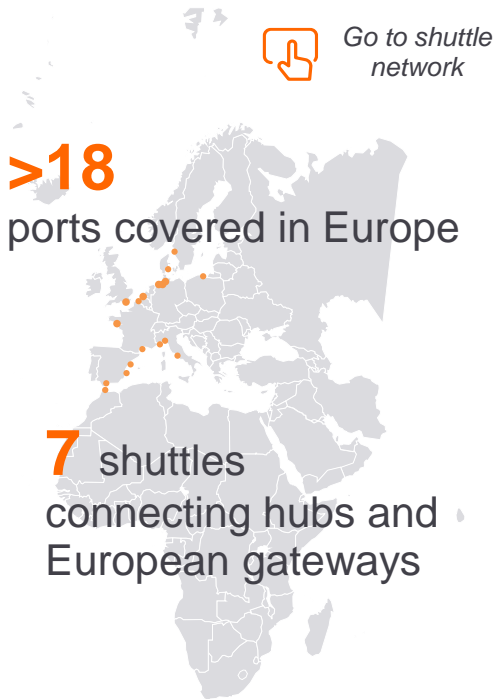 Go to shuttle
network
>18
ports covered in Europe
7 shuttles
connecting hubs and
European gateways